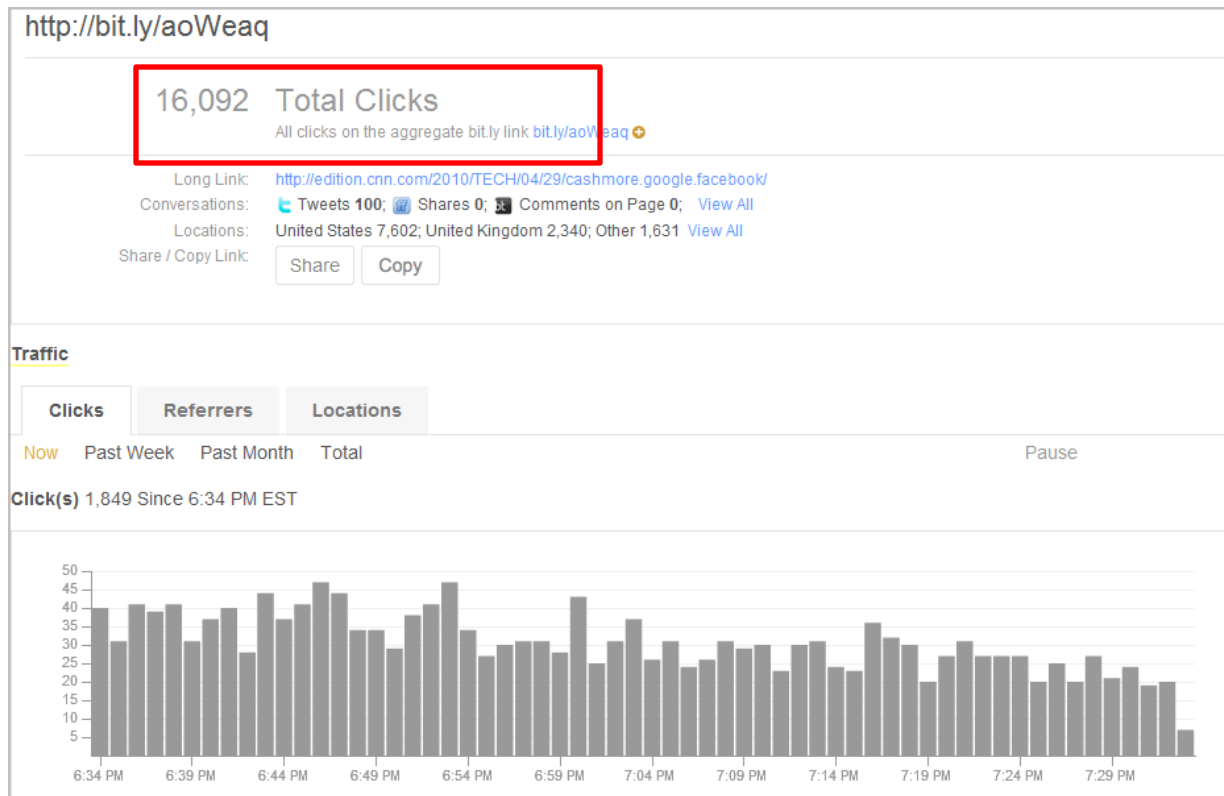 http://bit.ly/aoWeaq
16,092 Total Clicks
All clicks on the aggregate bit.ly link bit.ly/aoWeaq
Long Link: http://edition.cnn.com/2010/TECH/04/29/cashmore.google.facebook/
Conversations: Tweets 100; Shares 0; Comments on Page 0; View All
Locations: United States 7,602; United Kingdom 2,340; Other 1,631 View All
Share / Copy Link: Share Copy
Traffic
Clicks Referrers Locations
Now Past Week Past Month Total Pause
Click(s) 1,849 Since 6:34 PM EST
50
45
40
35
30
25
20
15
10
5
6:34 PM 6:39 PM 6:44 PM 6:49 PM 6:54 PM 6:59 PM 7:04 PM 7:09 PM 7:14 PM 7:19 PM 7:24 PM 7:29 PM